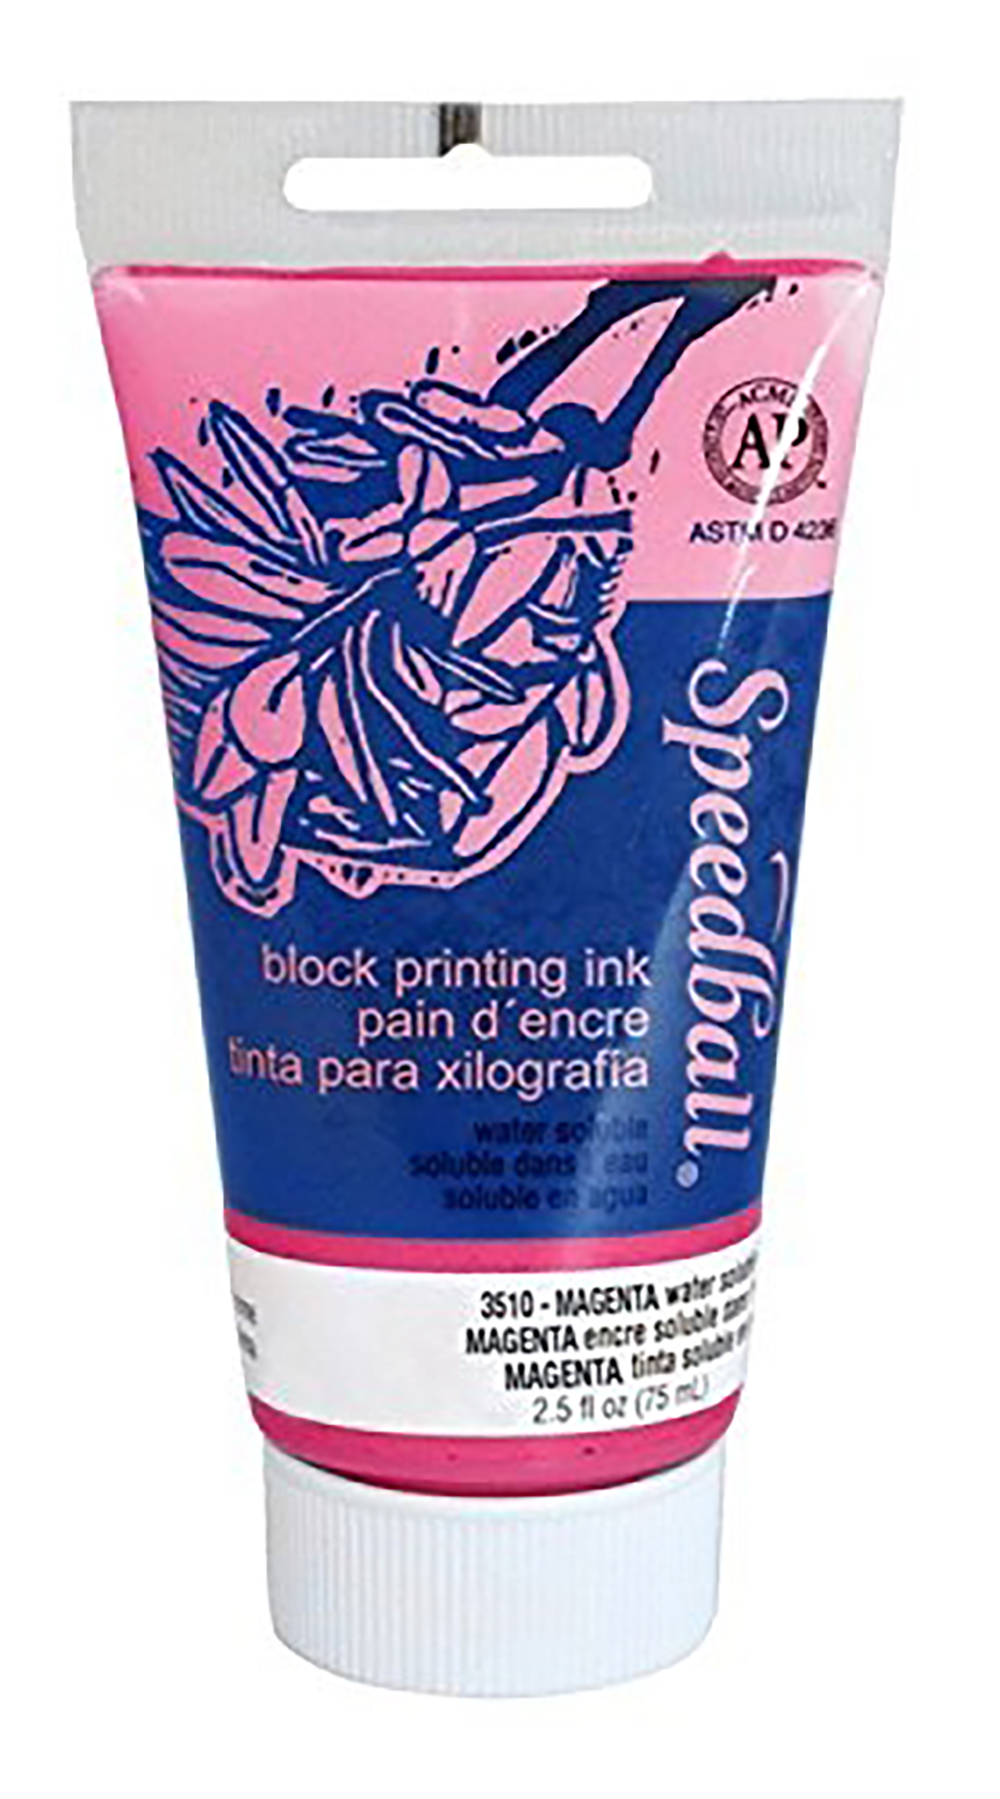 ACMI
AP
ASTM D 4236
Speedball®
block printing ink
pain d´encre
tinta para xilografía
water soluble
soluble dans l'eau
soluble en agua
3510 - MAGENTA water
MAGENTA encre soluble
MAGENTA tinta soluble
2.5 fl oz (75 mL)